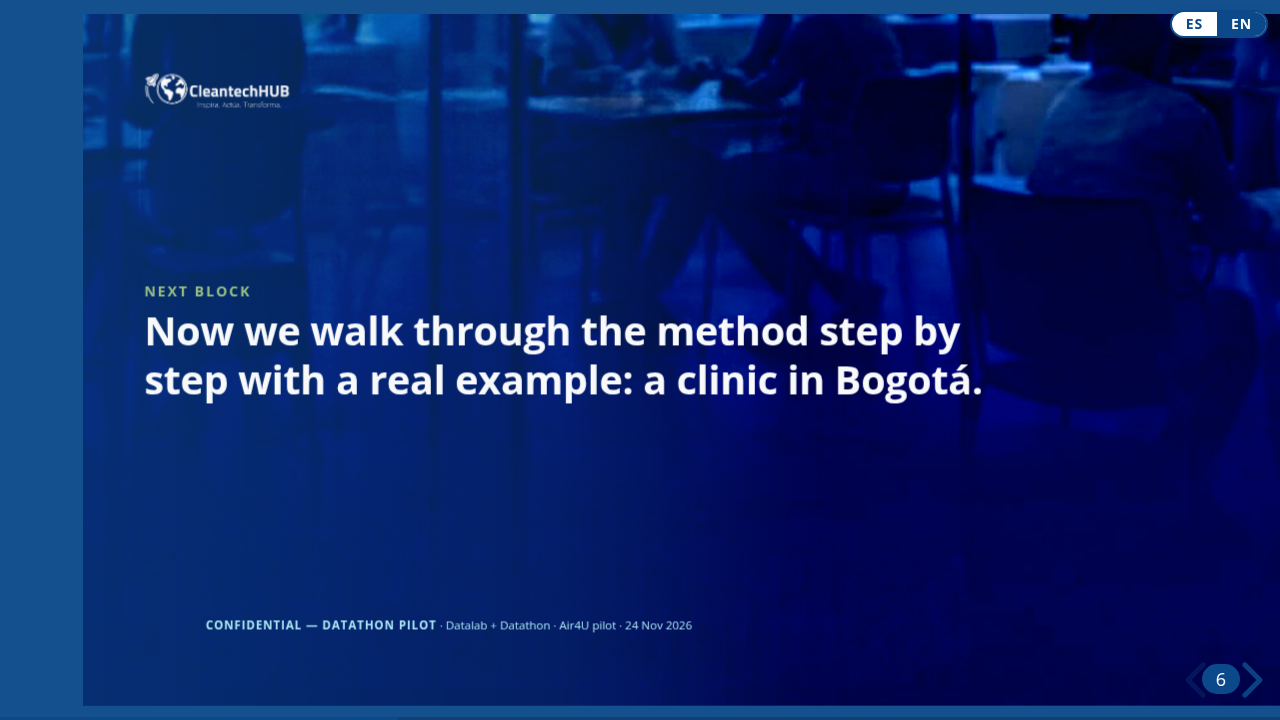 ES EN
CleantechHUB
Inspira. Actúa. Transforma.
NEXT BLOCK
Now we walk through the method step by
step with a real example: a clinic in Bogotá.
CONFIDENTIAL — DATATHON PILOT · Datalab + Datathon · Air4U pilot · 24 Nov 2026
6